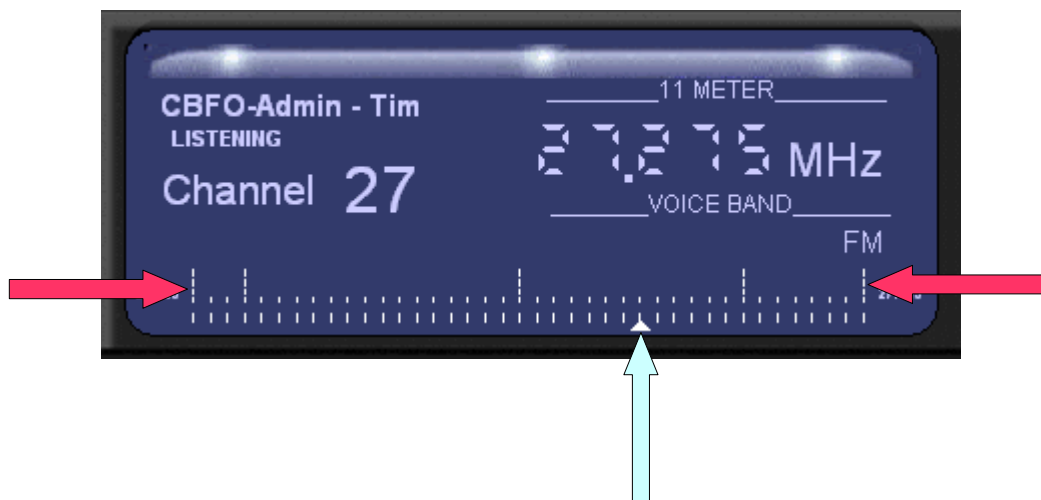 11 METER
CBFO-Admin - Tim
LISTENING
27.275 MHz
Channel 27
VOICE BAND
FM